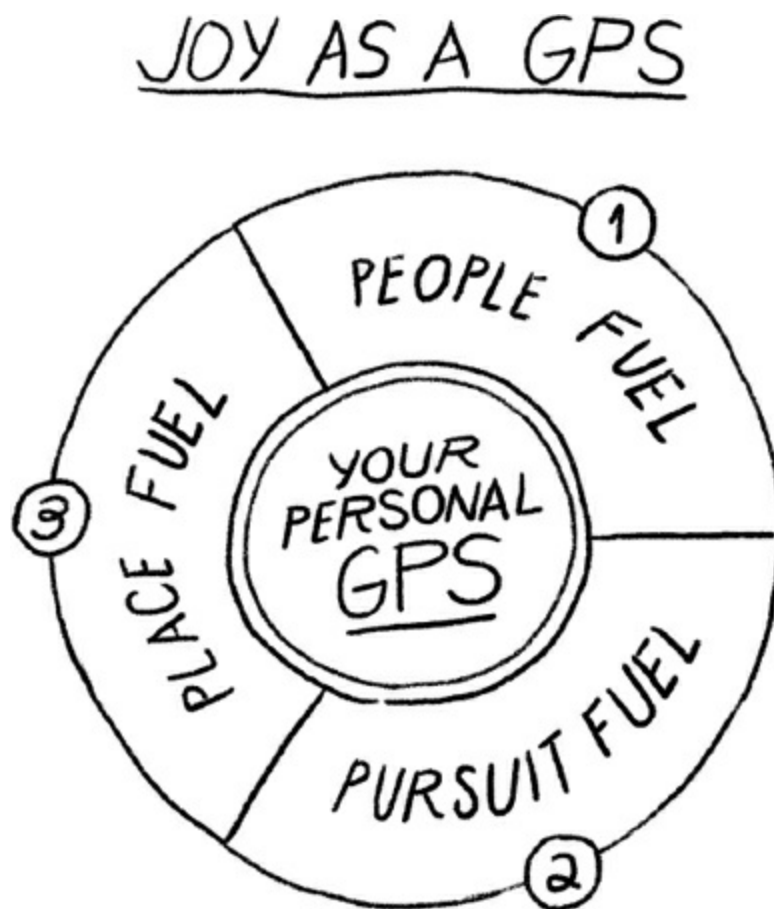 JOY AS A GPS
1
PEOPLE FUEL
YOUR
PERSONAL
GPS
3
PLACE FUEL
PURSUIT FUEL
2